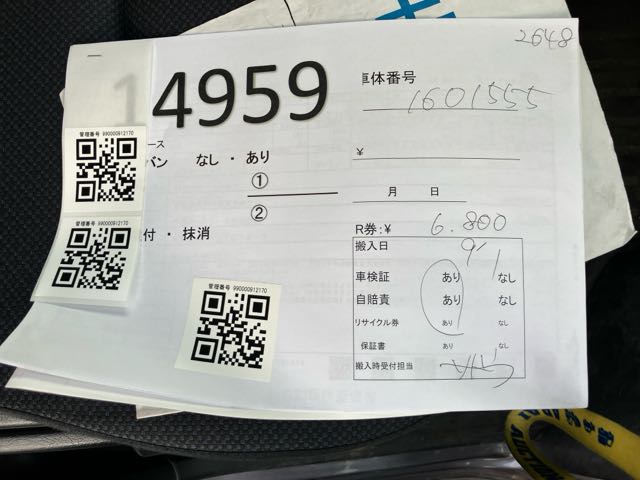 2648
14959
車体番号
1601555
管理番号 990000912170
ース
バン なし ・ あり
¥
①
月 日
②
管理番号 990000912170
付 ・ 抹消
R券:¥ 6.800
搬入日 9/1
車検証 あり なし
自賠責 あり なし
リサイクル券 あり なし
保証書 あり なし
搬入時受付担当
管理番号 990000912170